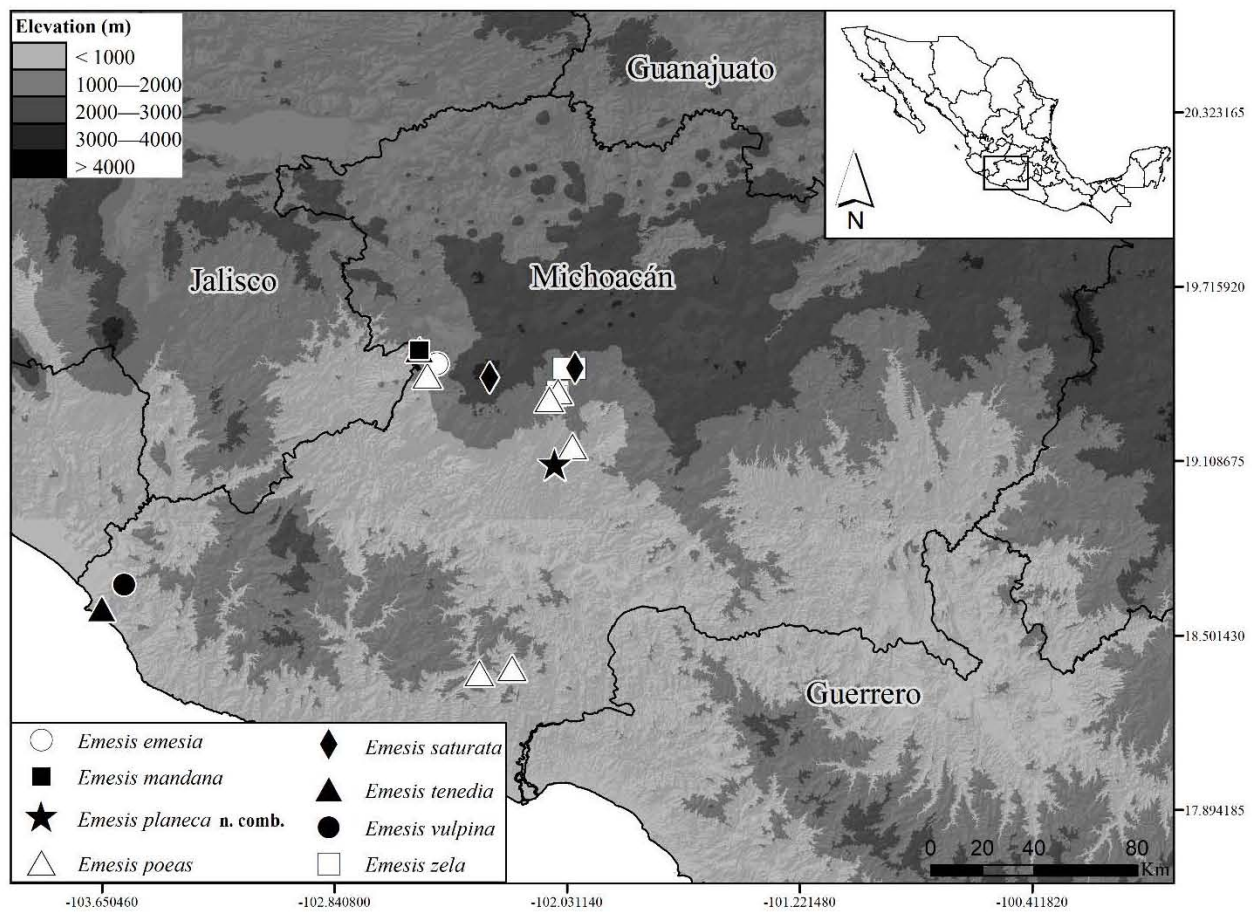 Elevation (m)
< 1000
1000—2000
2000—3000
3000—4000
> 4000
Guanajuato
N
20.323165
Jalisco
Michoacán
19.715920
19.108675
18.501430
Guerrero
Emesis emesia
Emesis mandana
Emesis planeca n. comb.
Emesis poeas
Emesis saturata
Emesis tenedia
Emesis vulpina
Emesis zela
17.894185
0 20 40 80
Km
-103.650460 -102.840800 -102.031140 -101.221480 -100.411820